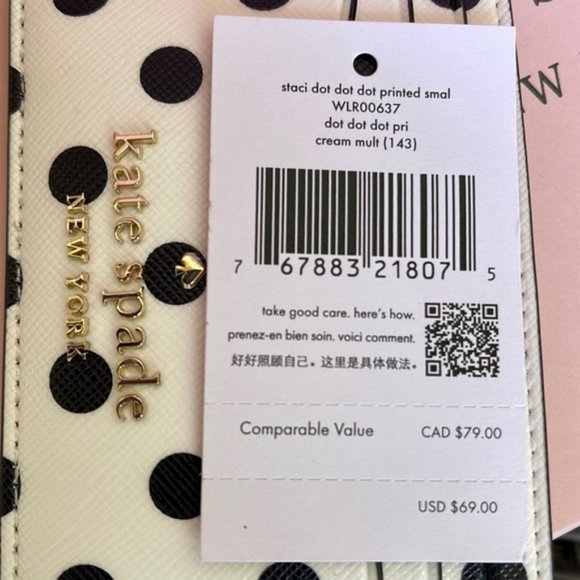 kate spade
NEW YORK
staci dot dot dot printed smal
WLR00637
dot dot dot pri
cream mult (143)
7 67883 21807 5
take good care. here's how.
prenez-en bien soin. voici comment.
好好照顾自己。这里是具体做法。
Comparable Value CAD $79.00
USD $69.00